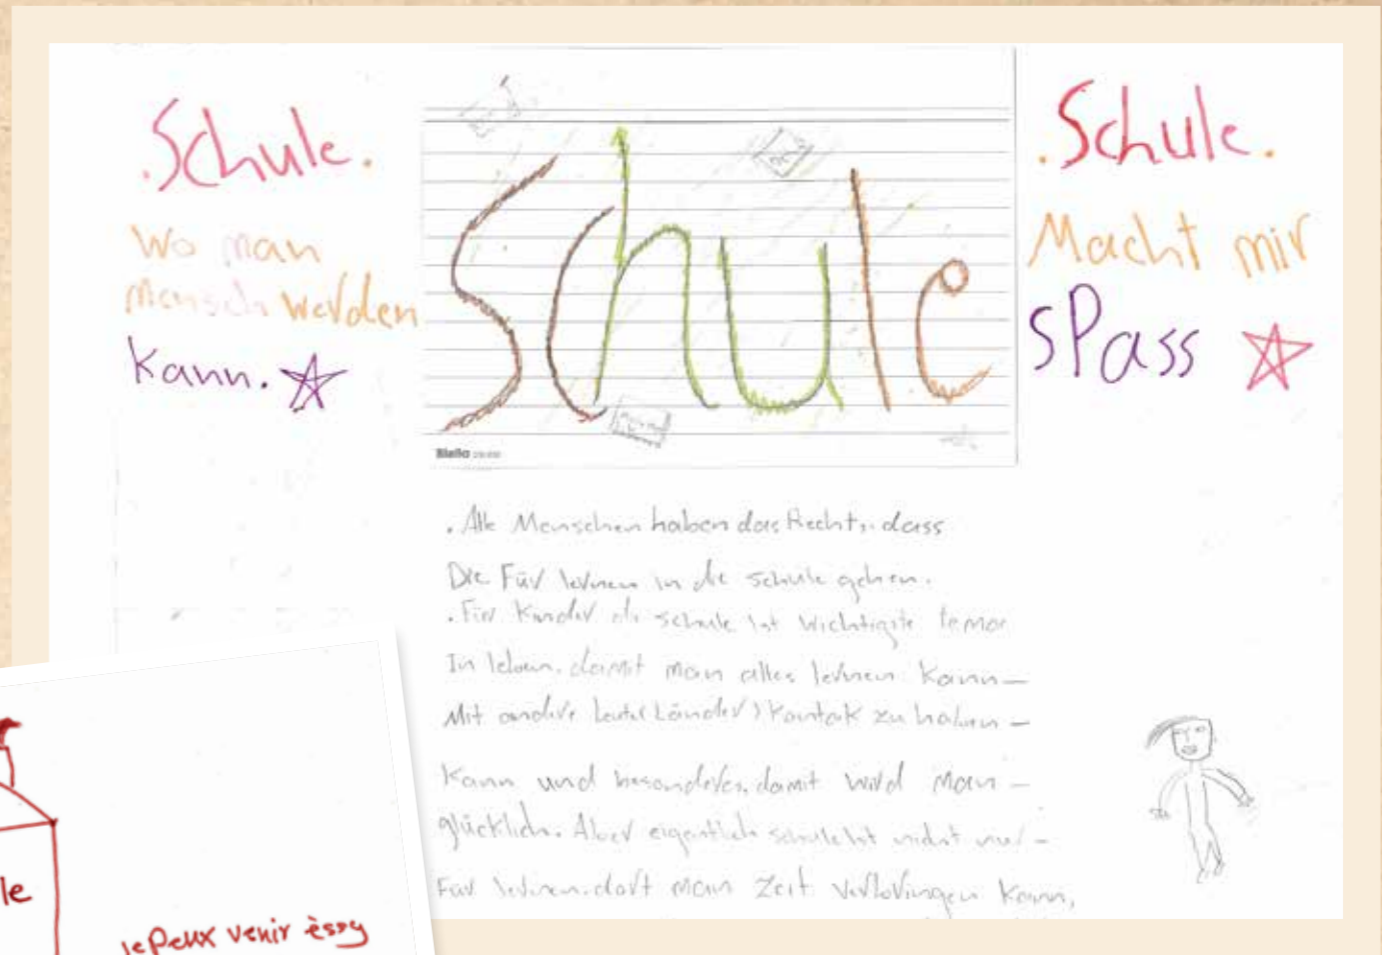 .Schule.
Wo man
Mensch werden
kann.
Schule
Biella
.Schule.
Macht mir
sPass
. Alle Menschen haben das Recht, dass
Die Für lernen in die schule gehen.
. Für Kinder die schule ist wichtigste
In leben. damit man alles lernen kann—
Mit andere leute(Länder) kontak zu haben —
kann und besonderes, damit wird man —
glücklich. Aber eigentlich schule ist nicht nur —
Für lernen. dort man Zeit verbringen kann,
le
je Peux venir èssy